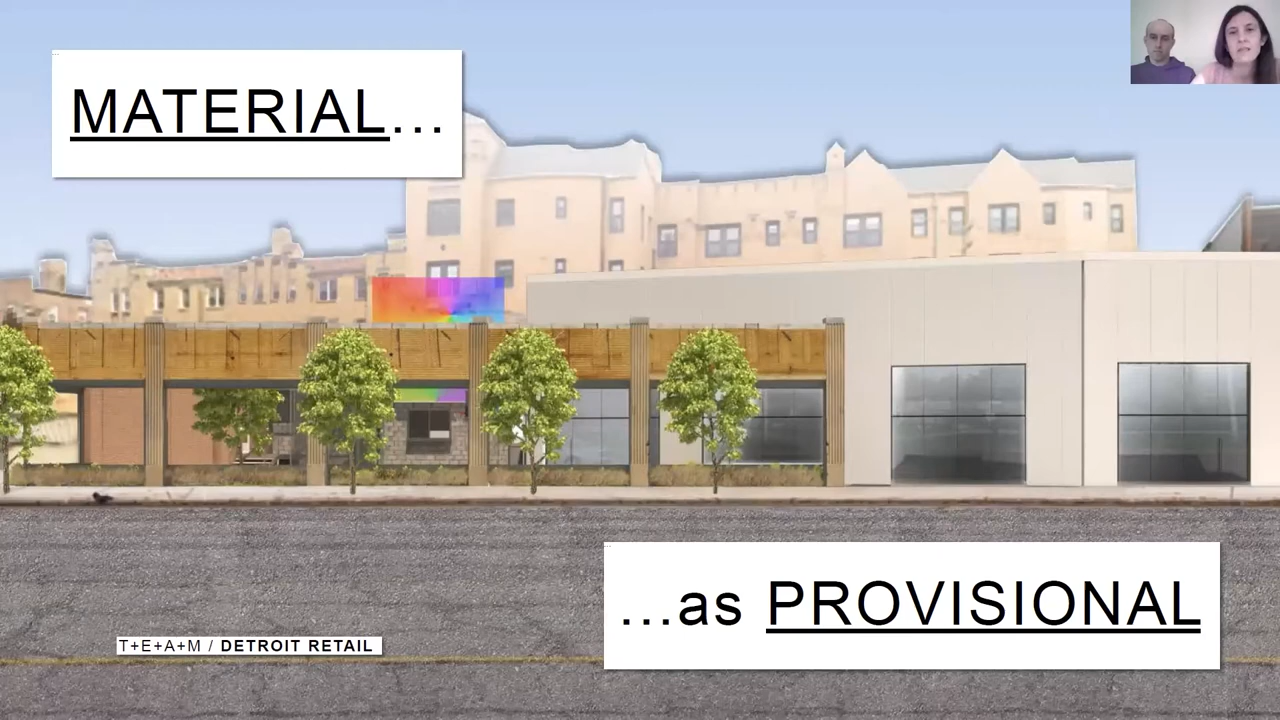 MATERIAL...
...as PROVISIONAL
T+E+A+M / DETROIT RETAIL